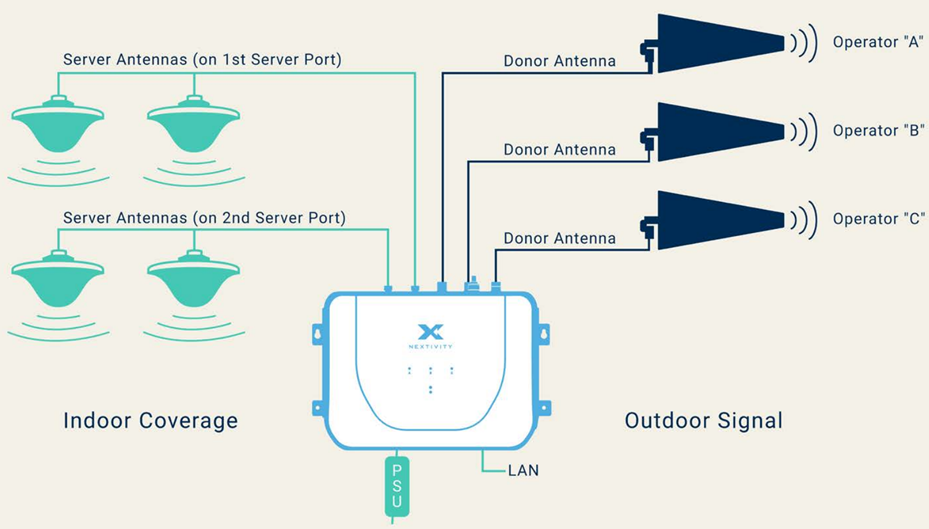 Server Antennas (on 1st Server Port)
Donor Antenna
Operator "A"
Donor Antenna
Operator "B"
Server Antennas (on 2nd Server Port)
Donor Antenna
Operator "C"
NEXTIVITY
Indoor Coverage
Outdoor Signal
PSU
LAN